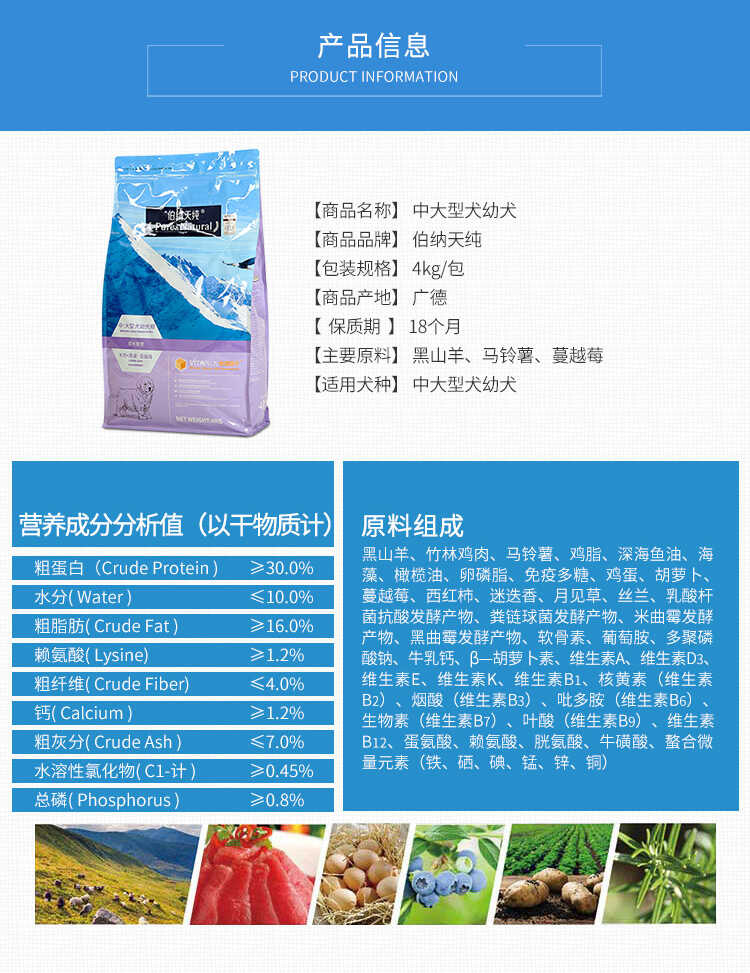 产品信息
PRODUCT INFORMATION
"伯纳天纯"
Pure&Natural
中大型犬幼犬粮
NET WEIGHT:4KG
【商品名称】 中大型犬幼犬
【商品品牌】 伯纳天纯
【包装规格】 4kg/包
【商品产地】 广德
【 保质期 】 18个月
【主要原料】 黑山羊、马铃薯、蔓越莓
【适用犬种】 中大型犬幼犬
营养成分分析值（以干物质计）
粗蛋白（Crude Protein ) ≥30.0%
水分( Water ) ≤10.0%
粗脂肪( Crude Fat ) ≥16.0%
赖氨酸( Lysine) ≥1.2%
粗纤维( Crude Fiber) ≤4.0%
钙( Calcium ) ≥1.2%
粗灰分( Crude Ash ) ≤7.0%
水溶性氯化物( C1-计 ) ≥0.45%
总磷( Phosphorus ) ≥0.8%
原料组成
黑山羊、竹林鸡肉、马铃薯、鸡脂、深海鱼油、海
藻、橄榄油、卵磷脂、免疫多糖、鸡蛋、胡萝卜、
蔓越莓、西红柿、迷迭香、月见草、丝兰、乳酸杆
菌抗酸发酵产物、粪链球菌发酵产物、米曲霉发酵
产物、黑曲霉发酵产物、软骨素、葡萄胺、多聚磷
酸钠、牛乳钙、β—胡萝卜素、维生素A、维生素D3、
维生素E、维生素K、维生素B1、核黄素（维生素
B2）、烟酸（维生素B3）、吡多胺（维生素B6）、
生物素（维生素B7）、叶酸（维生素B9）、维生素
B12、蛋氨酸、赖氨酸、胱氨酸、牛磺酸、螯合微
量元素（铁、硒、碘、锰、锌、铜）